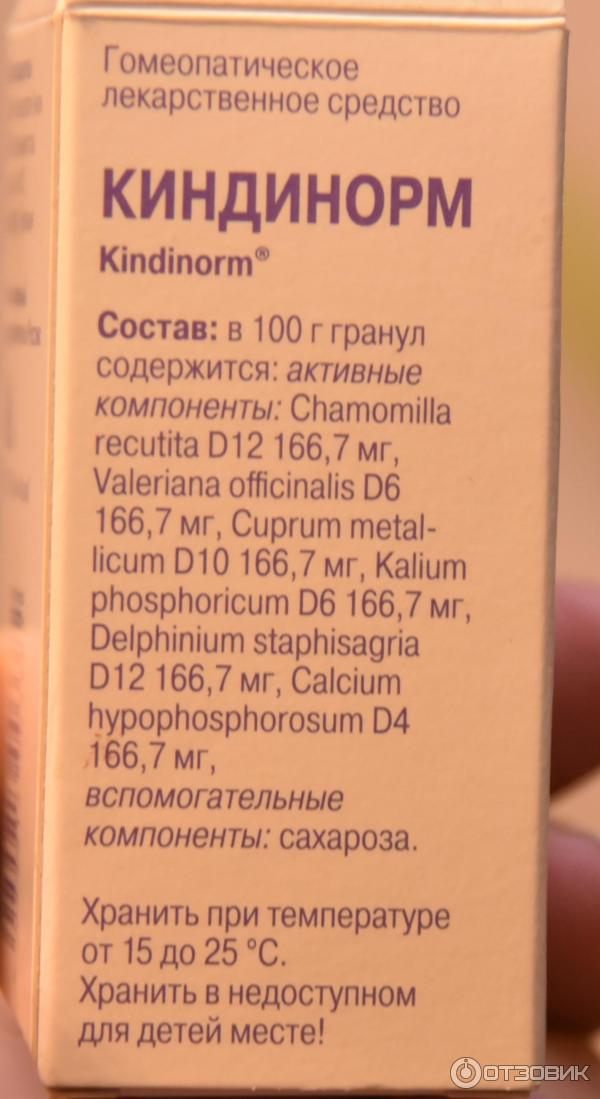 Гомеопатическое
лекарственное средство
КИНДИНОРМ
Kindinorm®
Состав: в 100 г гранул
содержится: активные
компоненты: Chamomilla
recutita D12 166,7 мг,
Valeriana officinalis D6
166,7 мг, Cuprum metal-
licum D10 166,7 мг, Kalium
phosphoricum D6 166,7 мг,
Delphinium staphisagria
D12 166,7 мг, Calcium
hypophosphorosum D4
166,7 мг,
вспомогательные
компоненты: сахароза.
Хранить при температуре
от 15 до 25 °C.
Хранить в недоступном
для детей месте!
ОТЗОВИК